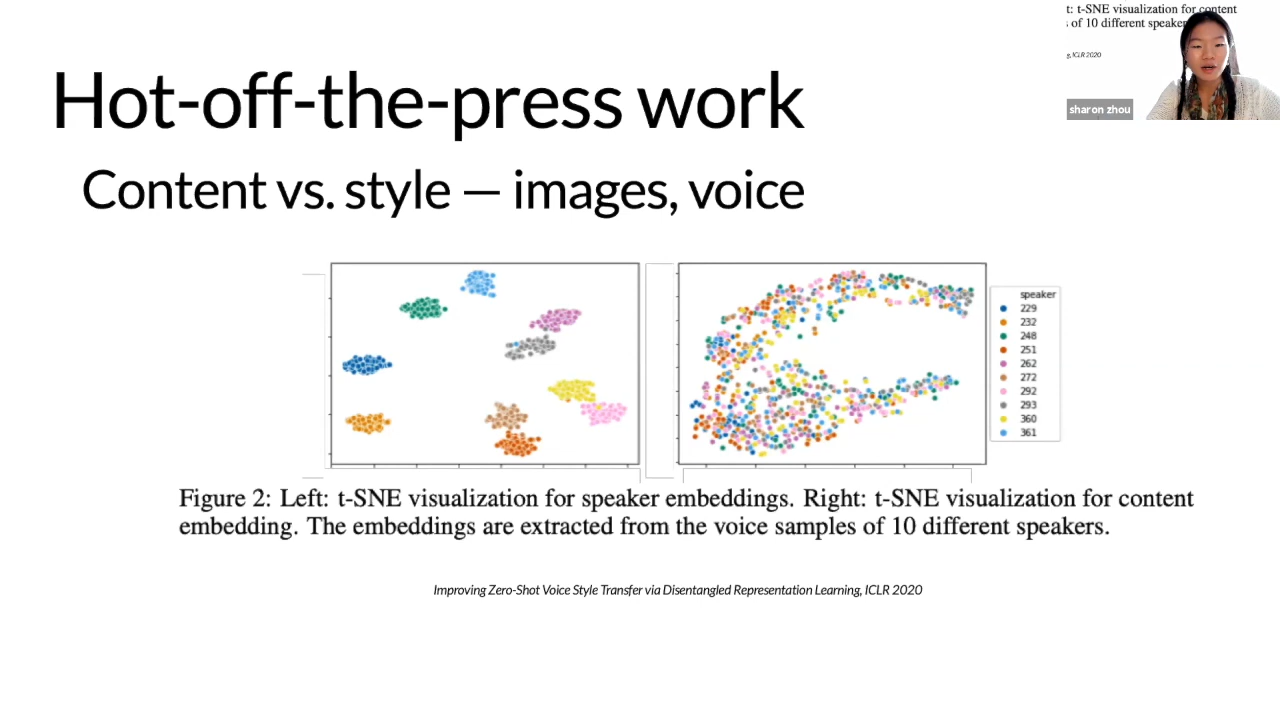 Hot-off-the-press work
Content vs. style — images, voice
t: t-SNE visualization for content
s of 10 different speaker
g, ICLR 2020
sharon zhou
speaker
229
232
248
251
262
272
292
293
360
361
Figure 2: Left: t-SNE visualization for speaker embeddings. Right: t-SNE visualization for content
embedding. The embeddings are extracted from the voice samples of 10 different speakers.
Improving Zero-Shot Voice Style Transfer via Disentangled Representation Learning, ICLR 2020